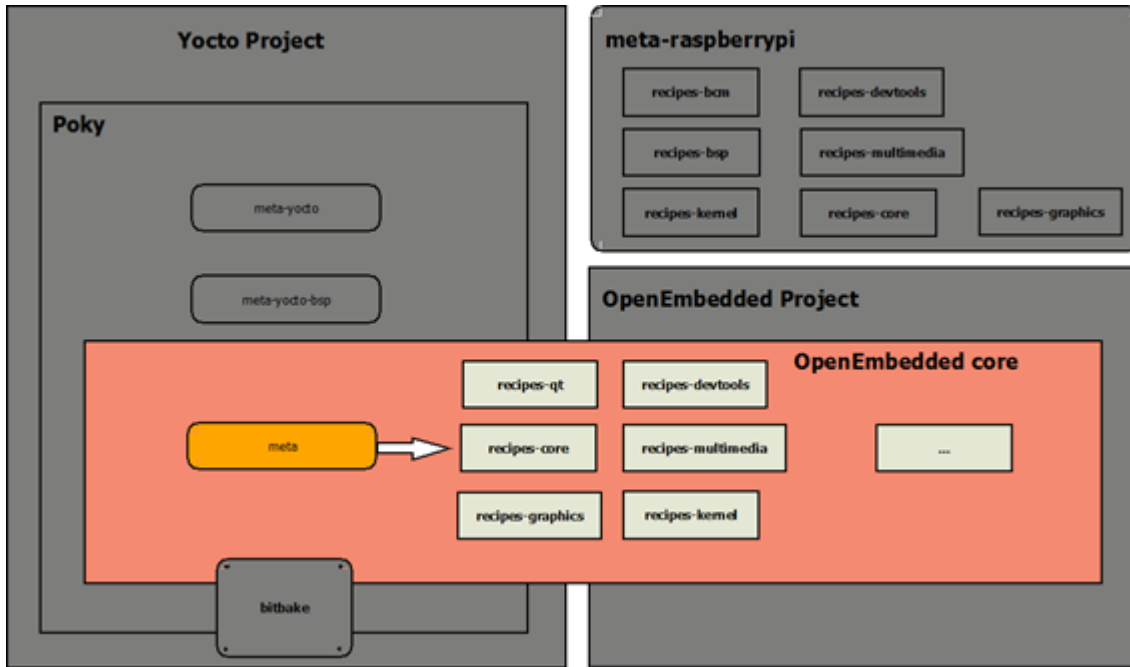 Yocto Project
Poky
meta-yocto
meta-yocto-bsp
meta-raspberrypi
recipes-bcm
recipes-devtools
recipes-bsp
recipes-multimedia
recipes-kernel
recipes-core
recipes-graphics
OpenEmbedded Project
OpenEmbedded core
recipes-qt
recipes-devtools
meta
recipes-core
recipes-multimedia
...
recipes-graphics
recipes-kernel
bitbake